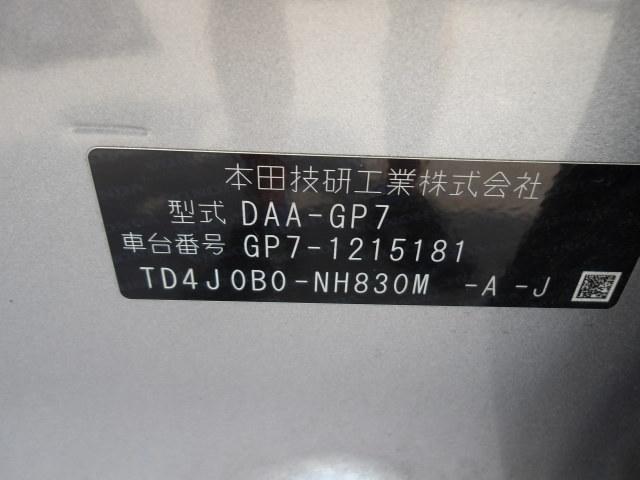 本田技研工業株式会社
型式 DAA-GP7
車台番号 GP7-1215181
TD4J0B0-NH830M -A -J